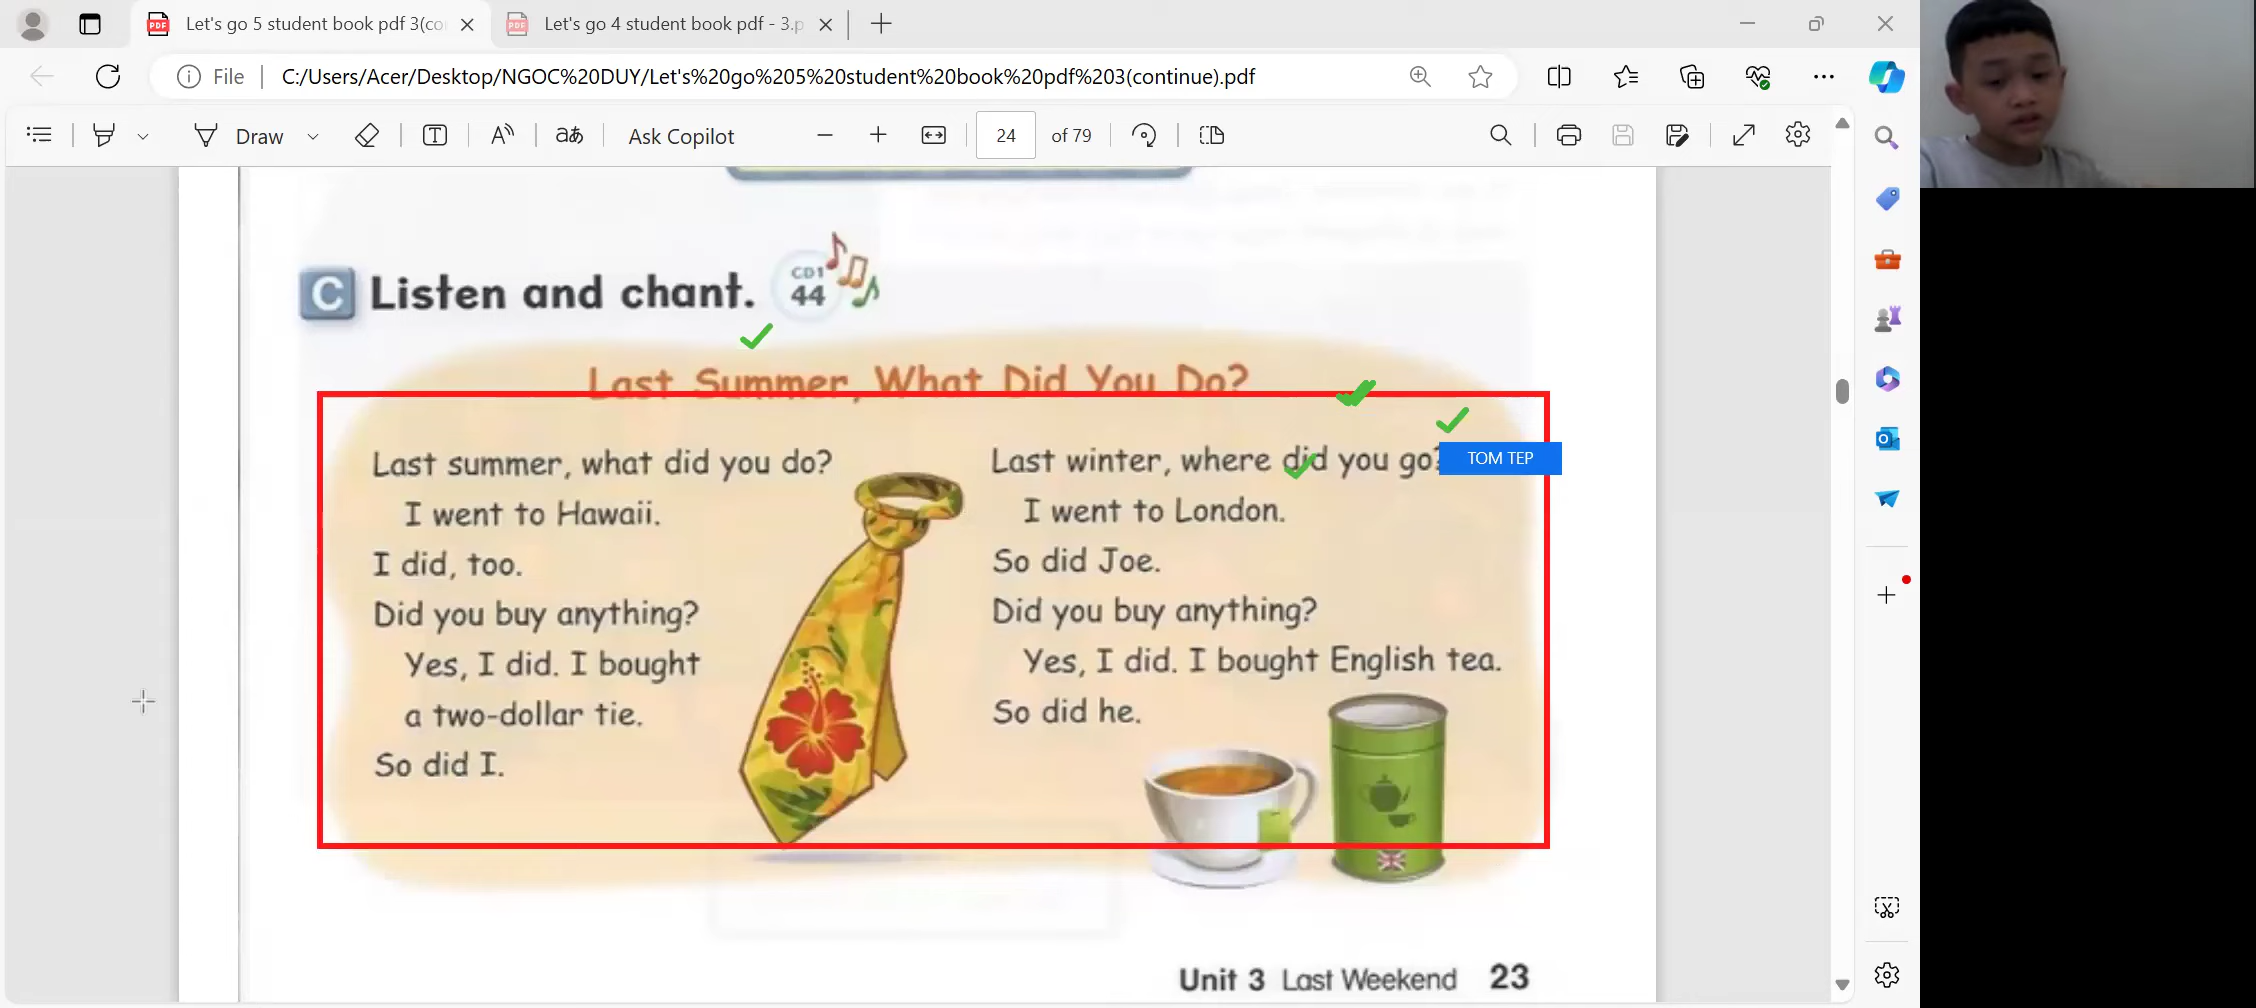 Let's go 5 student book pdf 3(co
Let's go 4 student book pdf - 3.p
File
C:/Users/Acer/Desktop/NGOC%20DUY/Let's%20go%205%20student%20book%20pdf%203(continue).pdf
Draw
Ask Copilot
24
of 79
C Listen and chant.
CD1
44
Last Summer, What Did You Do?
Last summer, what did you do?
I went to Hawaii.
I did, too.
Did you buy anything?
Yes, I did. I bought
a two-dollar tie.
So did I.
Last winter, where did you go?
TOM TEP
I went to London.
So did Joe.
Did you buy anything?
Yes, I did. I bought English tea.
So did he.
Unit 3 Last Weekend 23